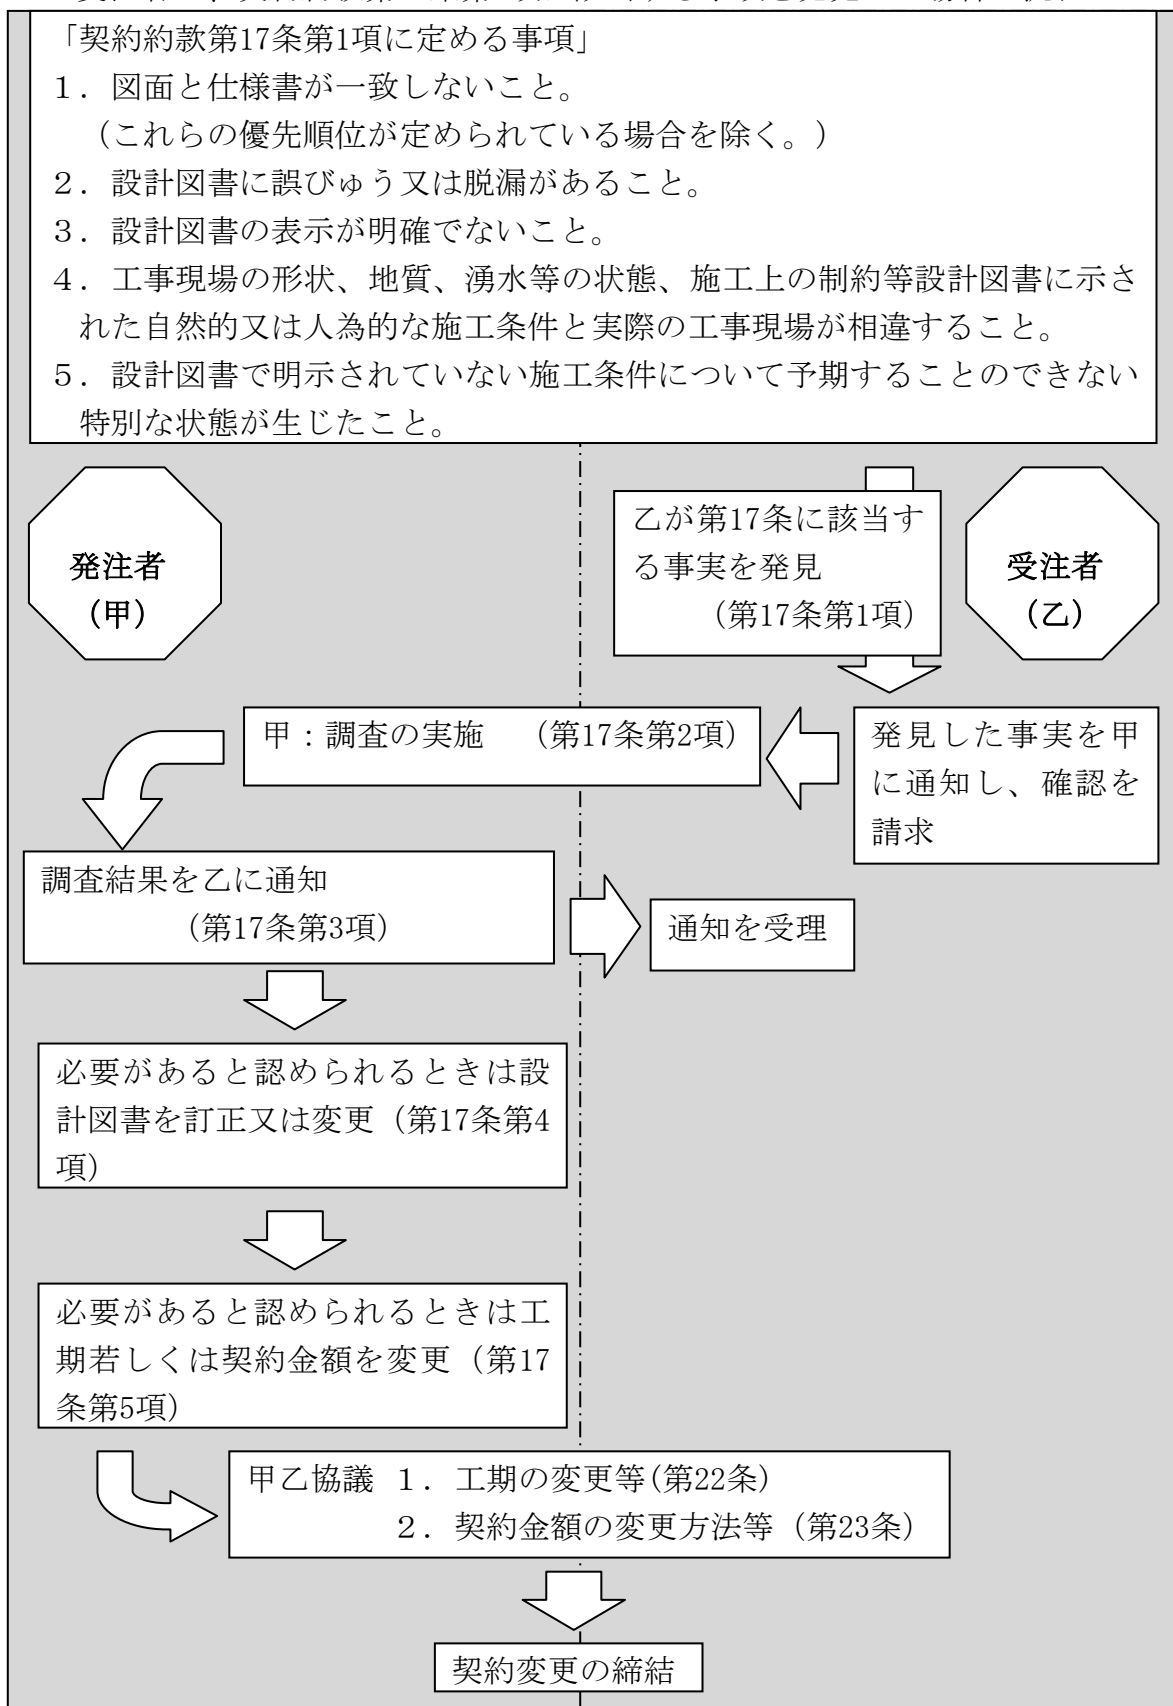 「契約約款第17条第1項に定める事項」
１．図面と仕様書が一致しないこと。
（これらの優先順位が定められている場合を除く。）
２．設計図書に誤びゅう又は脱漏があること。
３．設計図書の表示が明確でないこと。
４．工事現場の形状、地質、湧水等の状態、施工上の制約等設計図書に示さ
れた自然的又は人為的な施工条件と実際の工事現場が相違すること。
５．設計図書で明示されていない施工条件について予期することのできない
特別な状態が生じたこと。
発注者
（甲）
乙が第17条に該当す
る事実を発見
（第17条第1項）
受注者
（乙）
甲：調査の実施　（第17条第2項）
発見した事実を甲
に通知し、確認を
請求
調査結果を乙に通知
（第17条第3項）
通知を受理
必要があると認められるときは設
計図書を訂正又は変更（第17条第4
項）
必要があると認められるときは工
期若しくは契約金額を変更（第17
条第5項）
甲乙協議 １．工期の変更等(第22条）
２．契約金額の変更方法等（第23条）
契約変更の締結